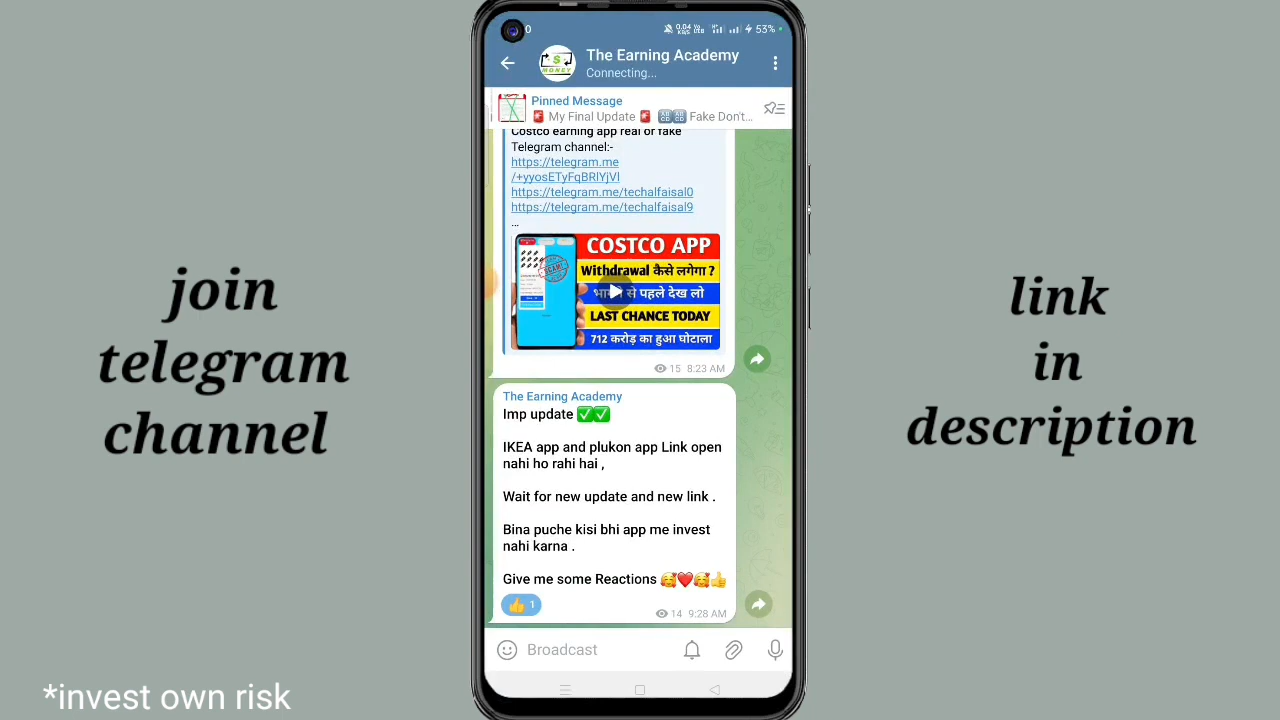 join
telegram
channel
link
in
description
*invest own risk
53%
The Earning Academy
Connecting...
Pinned Message
🚨 My Final Update 🚨 🔠🔠 Fake Don't...
Costco earning app real or fake
Telegram channel:-
https://telegram.me
/+yyosETyFqBRlYjVl
https://telegram.me/techalfaisal0
https://telegram.me/techalfaisal9
...
COSTCO APP
Withdrawal कैसे लगेगा ?
से पहले देख लो
LAST CHANCE TODAY
712 करोड़ का हुआ घोटाला
15 8:23 AM
The Earning Academy
Imp update ✅✅
IKEA app and plukon app Link open
nahi ho rahi hai ,
Wait for new update and new link .
Bina puche kisi bhi app me invest
nahi karna .
Give me some Reactions 🥰❤️🥰👍
👍 1
14 9:28 AM
Broadcast